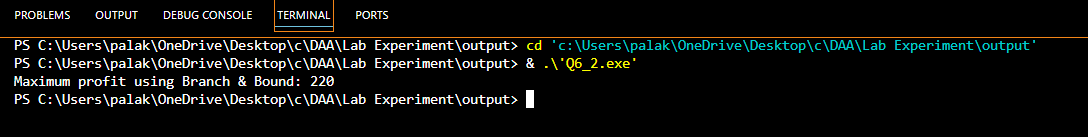 PROBLEMS OUTPUT DEBUG CONSOLE TERMINAL PORTS
PS C:\Users\palak\OneDrive\Desktop\c\DAA\Lab Experiment\output> cd 'c:\Users\palak\OneDrive\Desktop\c\DAA\Lab Experiment\output'
PS C:\Users\palak\OneDrive\Desktop\c\DAA\Lab Experiment\output> & .\'Q6_2.exe'
Maximum profit using Branch & Bound: 220
PS C:\Users\palak\OneDrive\Desktop\c\DAA\Lab Experiment\output>